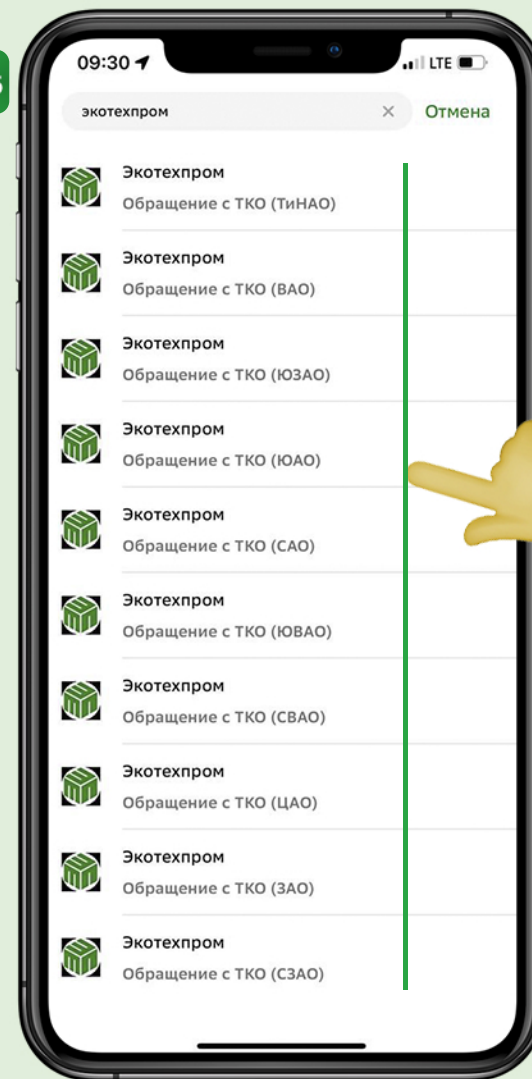 09:30
LTE
экотехпром
Отмена
Экотехпром
Обращение с ТКО (ТиНАО)
Экотехпром
Обращение с ТКО (ВАО)
Экотехпром
Обращение с ТКО (ЮЗАО)
Экотехпром
Обращение с ТКО (ЮАО)
Экотехпром
Обращение с ТКО (САО)
Экотехпром
Обращение с ТКО (ЮВАО)
Экотехпром
Обращение с ТКО (СВАО)
Экотехпром
Обращение с ТКО (ЦАО)
Экотехпром
Обращение с ТКО (ЗАО)
Экотехпром
Обращение с ТКО (СЗАО)